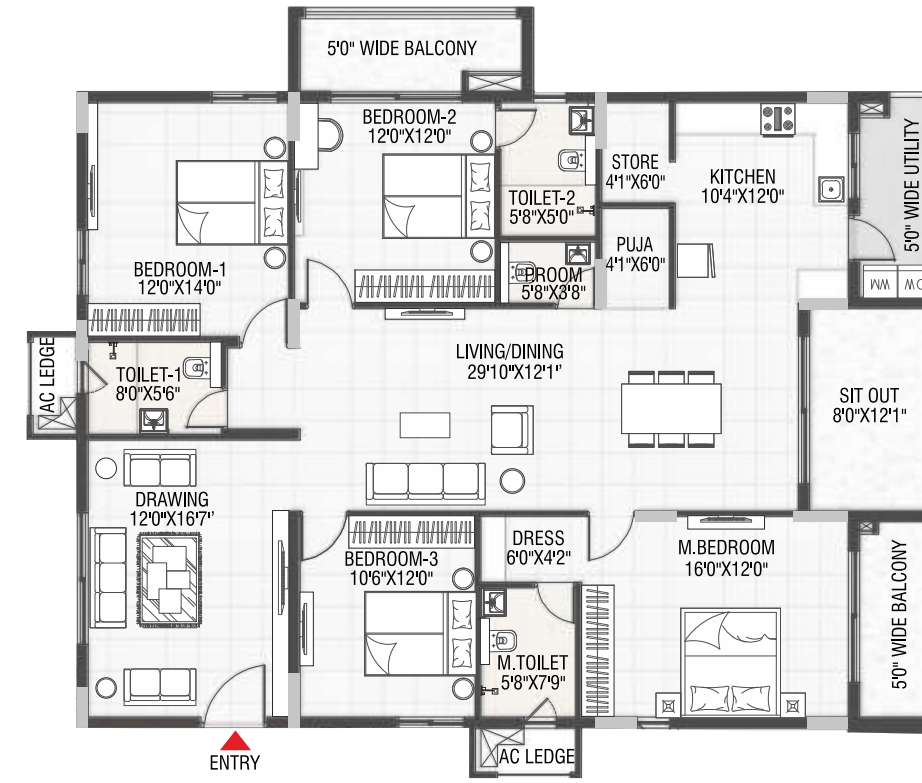 5'0" WIDE BALCONY
BEDROOM-2
12'0"X12'0"
STORE
4'1"X6'0"
KITCHEN
10'4"X12'0"
5'0" WIDE UTILITY
TOILET-2
5'8"X5'0"
PUJA
4'1"X6'0"
BEDROOM-1
12'0"X14'0"
PROOM
5'8"X3'8"
WM
DW
AC LEDGE
TOILET-1
8'0"X5'6"
LIVING/DINING
29'10"X12'1'
SIT OUT
8'0"X12'1"
DRAWING
12'0"X16'7'
BEDROOM-3
10'6"X12'0"
DRESS
6'0"X4'2"
M.BEDROOM
16'0"X12'0"
5'0" WIDE BALCONY
M.TOILET
5'8"X7'9"
AC LEDGE
ENTRY